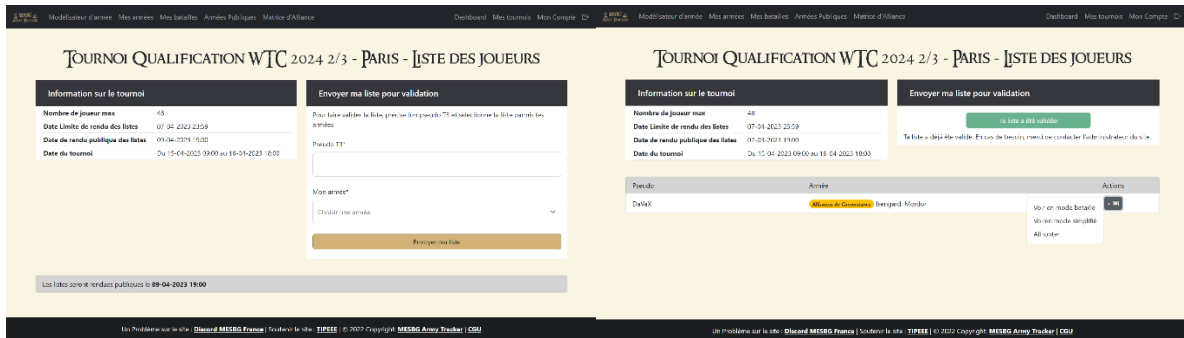 MESBG Army Tracker Modélisateur d'armée Mes armées Mes batailles Armées Publiques Matrice d'Alliance Dashboard Mes tournois Mon Compte
TOURNOI QUALIFICATION WTC 2024 2/3 - PARIS - LISTE DES JOUEURS
Information sur le tournoi
Nombre de joueur max 48
Date Limite de rendu des listes 07-04-2023 23:59
Date de rendu publique des listes 09-04-2023 19:00
Date du tournoi Du 15-04-2023 09:00 au 16-04-2023 18:00
Envoyer ma liste pour validation
Pour faire valider ta liste, précise ton pseudo T3 et selectionne ta liste parmis tes
armées.
Pseudo T3*
Mon armée*
Choisir une armée
Envoyer ma liste
Les listes seront rendues publiques le 09-04-2023 19:00
Un Problème sur le site : Discord MESBG France | Soutenir le site : TIPEEE | © 2022 Copyright: MESBG Army Tracker | CGU
MESBG Army Tracker Modélisateur d'armée Mes armées Mes batailles Armées Publiques Matrice d'Alliance Dashboard Mes tournois Mon Compte
TOURNOI QUALIFICATION WTC 2024 2/3 - PARIS - LISTE DES JOUEURS
Information sur le tournoi
Nombre de joueur max 48
Date Limite de rendu des listes 07-04-2023 23:59
Date de rendu publique des listes 07-03-2023 19:00
Date du tournoi Du 15-04-2023 09:00 au 16-04-2023 18:00
Envoyer ma liste pour validation
Ta liste a été validée
Ta liste a déjà été validé. En cas de besoin, merci de contacter l'administrateur du site.
Pseudo Armée Actions
DaVaX Alliance de Circonstance Isengard Mordor
Voir en mode bataille
Voir en mode simplifié
Affronter
Un Problème sur le site : Discord MESBG France | Soutenir le site : TIPEEE | © 2022 Copyright: MESBG Army Tracker | CGU